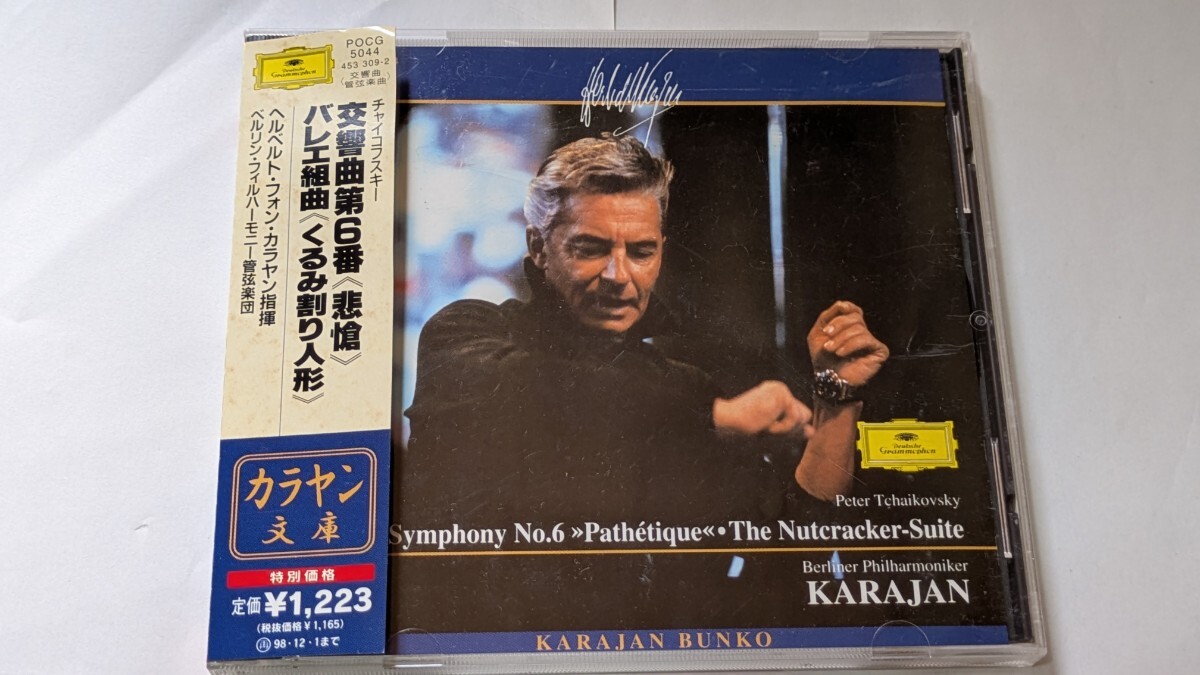 Deutsche
Grammophon
POCG
5044
453 309-2
交響曲
管弦楽曲
チャイコフスキー
交響曲第6番《悲愴》
バレエ組曲《くるみ割り人形》
ヘルベルト・フォン・カラヤン指揮
ベルリン・フィルハーモニー管弦楽団
カラヤン
文庫
特別価格
定価¥1,223
(税抜価格¥1,165)
98・12・1まで
Herbert Karajan
Deutsche
Grammophon
Peter Tchaikovsky
Symphony No.6 »Pathétique«・The Nutcracker-Suite
Berliner Philharmoniker
KARAJAN
KARAJAN BUNKO